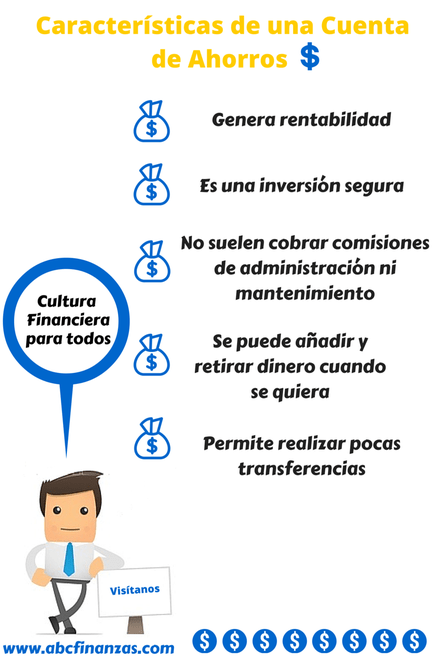 Características de una Cuenta
de Ahorros $
Genera rentabilidad
Es una inversión segura
No suelen cobrar comisiones
de administración ni
mantenimiento
Cultura
Financiera
para todos
Se puede añadir y
retirar dinero cuando
se quiera
Permite realizar pocas
transferencias
Visítanos
www.abcfinanzas.com